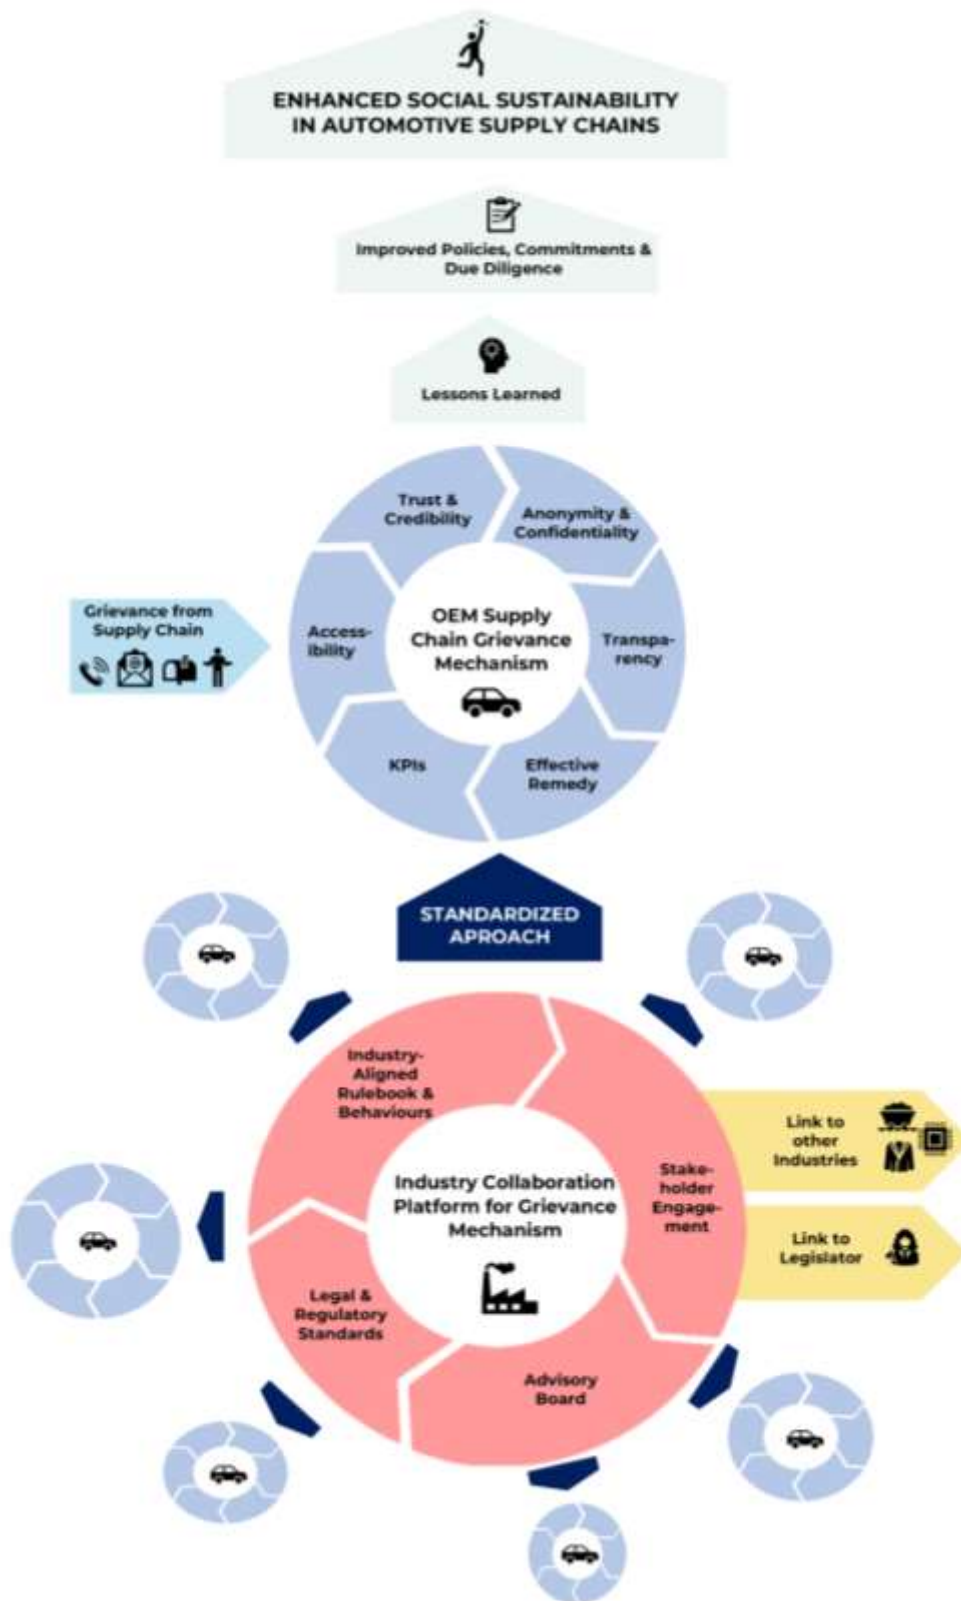 ENHANCED SOCIAL SUSTAINABILITY
IN AUTOMOTIVE SUPPLY CHAINS
Improved Policies, Commitments &
Due Diligence
Lessons Learned
Trust &
Credibility
Anonymity &
Confidentiality
Grievance from
Supply Chain
Access-
ibility
OEM Supply
Chain Grievance
Mechanism
Transpa-
rency
KPIs
Effective
Remedy
STANDARDIZED
APROACH
Industry-
Aligned
Rulebook &
Behaviours
Link to
other
Industries
Stake-
holder
Engage-
ment
Industry Collaboration
Platform for Grievance
Mechanism
Link to
Legislator
Legal &
Regulatory
Standards
Advisory
Board